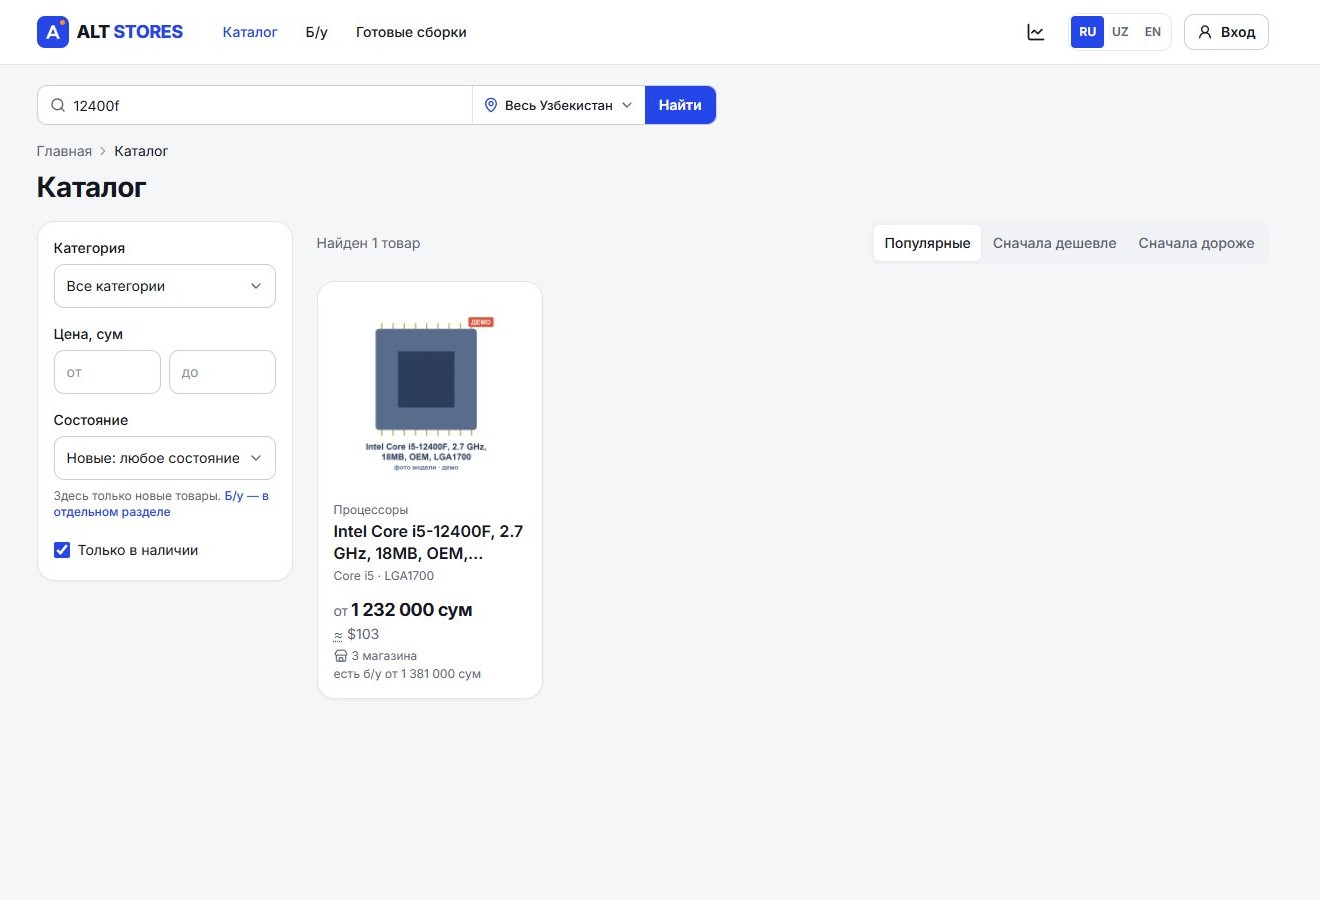 ALT STORES
Каталог
Б/у
Готовые сборки
RU
UZ
EN
Вход
12400f
Весь Узбекистан
Найти
Главная > Каталог
Каталог
Категория
Все категории
Цена, сум
от
до
Состояние
Новые: любое состояние
Здесь только новые товары. Б/у — в
отдельном разделе
Только в наличии
Найден 1 товар
Популярные
Сначала дешевле
Сначала дороже
ДЕМО
Intel Core i5-12400F, 2.7 GHz,
18MB, OEM, LGA1700
фото модели · демо
Процессоры
Intel Core i5-12400F, 2.7
GHz, 18MB, OEM,...
Core i5 · LGA1700
от 1 232 000 сум
≈ $103
3 магазина
есть б/у от 1 381 000 сум